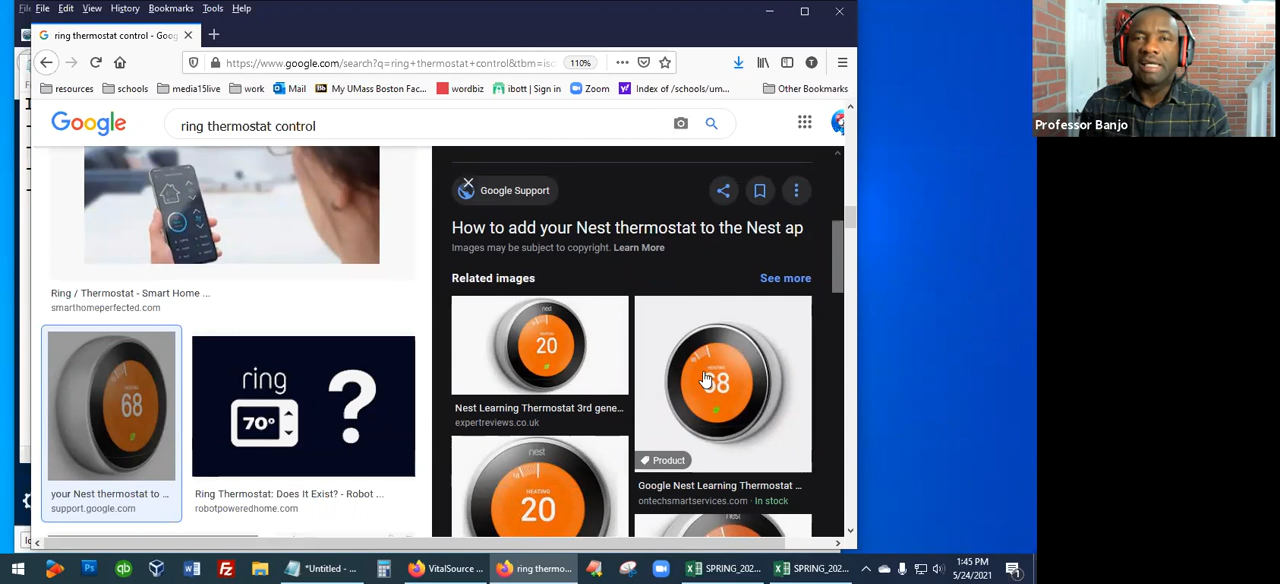 File File Edit View History Bookmarks Tools Help
ring thermostat control - Goog
https://www.google.com/search?q=ring+thermostat+control&tbm=isc 110%
resources schools media15live work Mail My UMass Boston Fac... wordbiz ibott | Sign in Zoom Index of /schools/um... Other Bookmarks
Google
ring thermostat control
Ring / Thermostat - Smart Home ...
smarthomeperfected.com
68
your Nest thermostat to ...
support.google.com
ring
70°
?
Ring Thermostat: Does It Exist? - Robot ...
robotpoweredhome.com
Google Support
How to add your Nest thermostat to the Nest ap
Images may be subject to copyright. Learn More
Related images
See more
nest
20
Nest Learning Thermostat 3rd gene...
expertreviews.co.uk
68
Product
Google Nest Learning Thermostat ...
ontechsmartservices.com · In stock
nest
HEATING
20
Professor Banjo
*Untitled - ...
VitalSource ...
ring thermo...
SPRING_202...
SPRING_202...
1:45 PM
5/24/2021